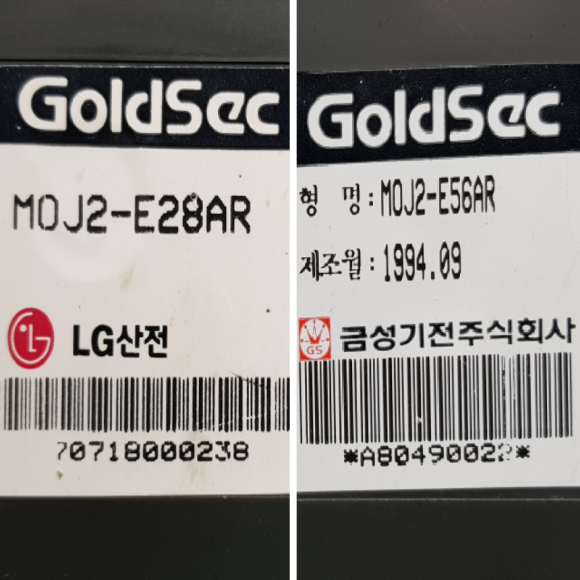 GoldSec
MOJ2-E28AR
LG산전
70718000238
GoldSec
형 명 : MOJ2-E56AR
제조월 : 1994.09
GS 금성기전주식회사